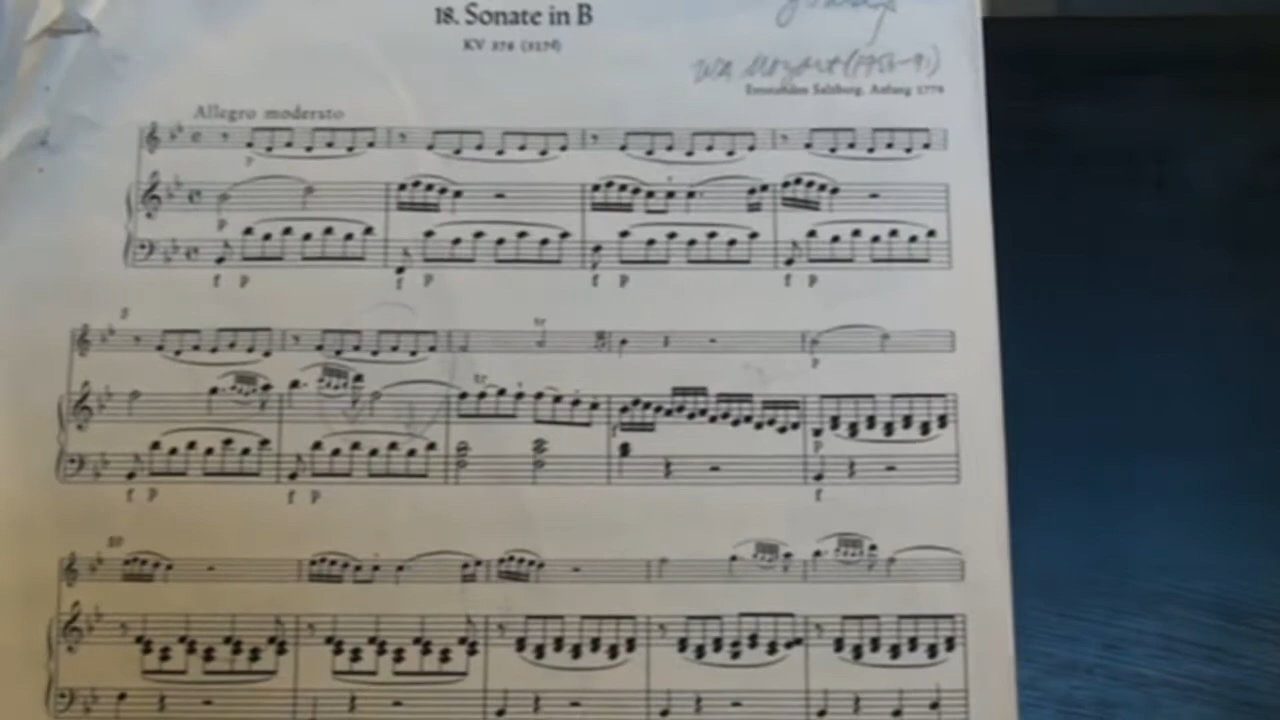 18. Sonate in B
KV 378 (317d)
WA Mozart (1756-91)
Entstanden Salzburg, Anfang 1779
Allegro moderato
p
p
f p f p f p f p
5
tr
p
tr
f
p
f p f p f
10